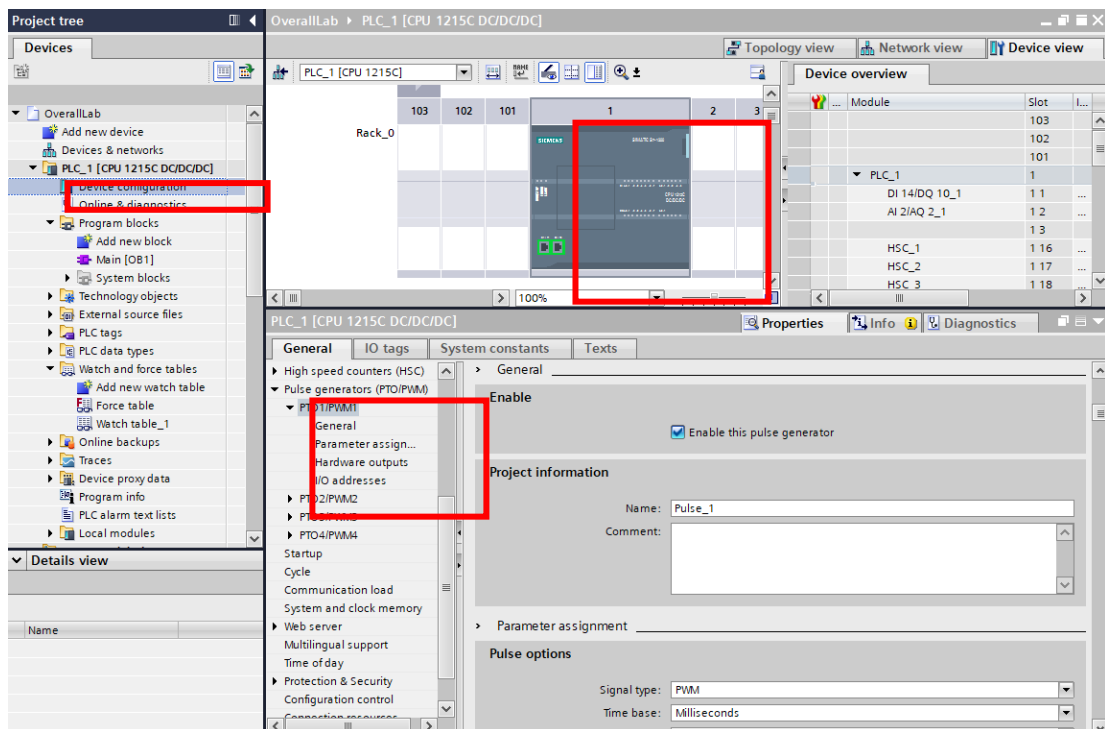 Project tree
Devices
OverallLab
Add new device
Devices & networks
PLC_1 [CPU 1215C DC/DC/DC]
Device configuration
Online & diagnostics
Program blocks
Add new block
Main [OB1]
System blocks
Technology objects
External source files
PLC tags
PLC data types
Watch and force tables
Add new watch table
Force table
Watch table_1
Online backups
Traces
Device proxy data
Program info
PLC alarm text lists
Local modules
Details view
Name
OverallLab PLC_1 [CPU 1215C DC/DC/DC]
Topology view Network view Device view
PLC_1 [CPU 1215C]
103 102 101 1 2 3
Rack_0
SIEMENS SIMATIC S7-1200
100%
Device overview
... Module Slot I...
103
102
101
PLC_1 1
DI 14/DQ 10_1 1 1 ...
AI 2/AQ 2_1 1 2 ...
1 3
HSC_1 1 16 ...
HSC_2 1 17 ...
HSC_3 1 18
PLC_1 [CPU 1215C DC/DC/DC]
Properties Info Diagnostics
General IO tags System constants Texts
High speed counters (HSC)
Pulse generators (PTO/PWM)
PTO1/PWM1
General
Parameter assign...
Hardware outputs
I/O addresses
PTO2/PWM2
PTO3/PWM3
PTO4/PWM4
Startup
Cycle
Communication load
System and clock memory
Web server
Multilingual support
Time of day
Protection & Security
Configuration control
Connection resources
General
Enable
Enable this pulse generator
Project information
Name: Pulse_1
Comment:
Parameter assignment
Pulse options
Signal type: PWM
Time base: Milliseconds